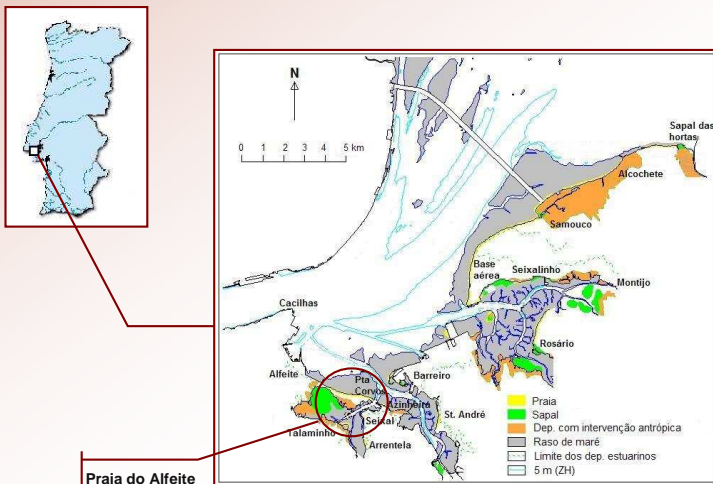 N
0 1 2 3 4 5 km
Sapal das
hortas
Alcochete
Samouco
Base
aérea
Seixalinho
Montijo
Cacilhas
Rosário
Alfeite
Pta
Corvos
Barreiro
Azinheira
St. André
Seixal
Talaminho
Arrentela
Praia
Sapal
Dep. com intervenção antrópica
Raso de maré
Limite dos dep. estuarinos
5 m (ZH)
Praia do Alfeite